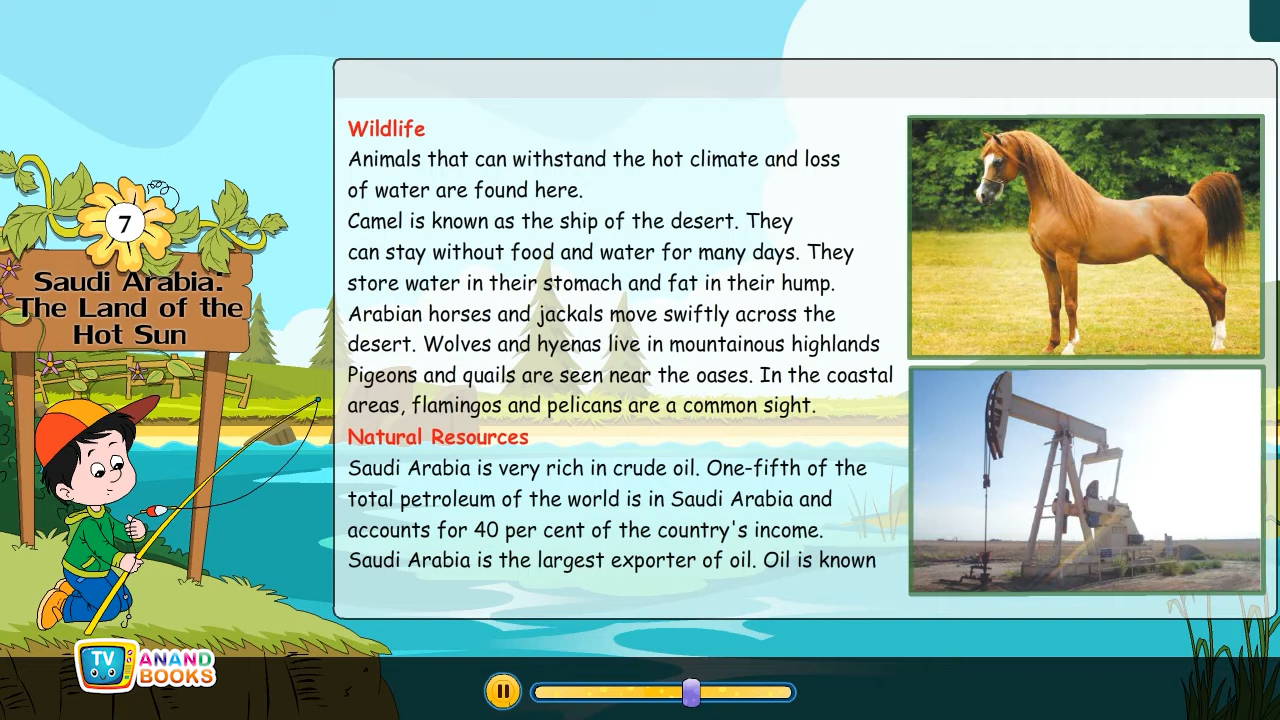 7
Saudi Arabia:
The Land of the
Hot Sun
Wildlife
Animals that can withstand the hot climate and loss
of water are found here.
Camel is known as the ship of the desert. They
can stay without food and water for many days. They
store water in their stomach and fat in their hump.
Arabian horses and jackals move swiftly across the
desert. Wolves and hyenas live in mountainous highlands
Pigeons and quails are seen near the oases. In the coastal
areas, flamingos and pelicans are a common sight.
Natural Resources
Saudi Arabia is very rich in crude oil. One-fifth of the
total petroleum of the world is in Saudi Arabia and
accounts for 40 per cent of the country's income.
Saudi Arabia is the largest exporter of oil. Oil is known
TV ANAND
BOOKS